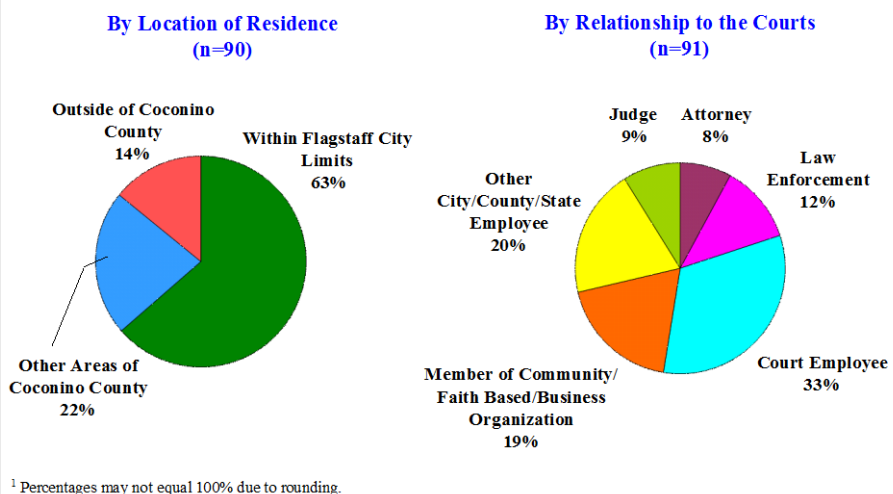 By Location of Residence
(n=90)
Outside of Coconino
County
14%
Within Flagstaff City
Limits
63%
Other Areas of
Coconino County
22%
By Relationship to the Courts
(n=91)
Judge
9%
Attorney
8%
Law
Enforcement
12%
Other
City/County/State
Employee
20%
Court Employee
33%
Member of Community/
Faith Based/Business
Organization
19%
1 Percentages may not equal 100% due to rounding.